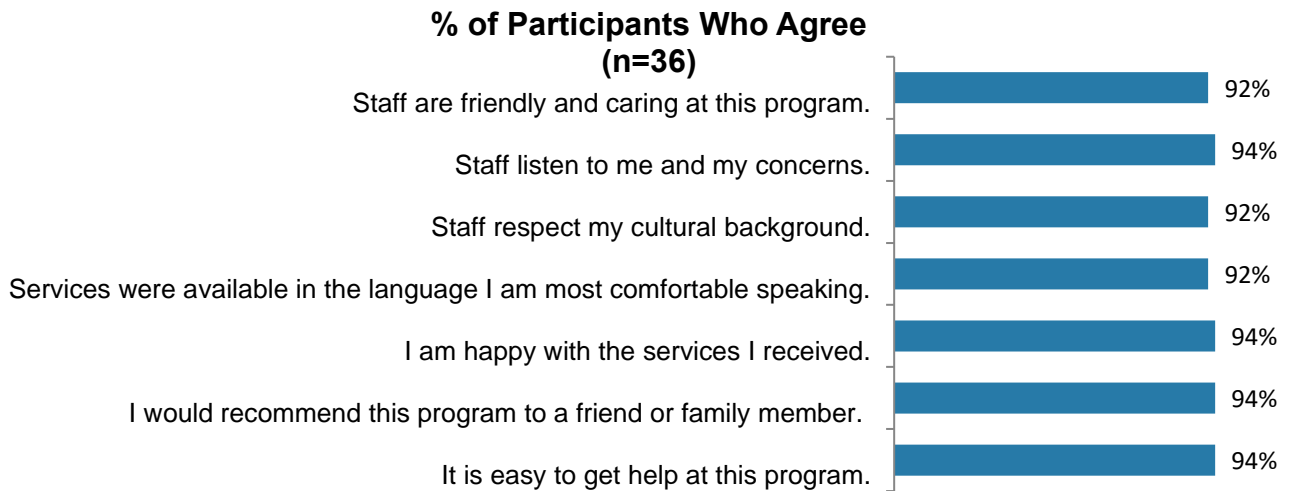 % of Participants Who Agree
(n=36)
Staff are friendly and caring at this program. 92%
Staff listen to me and my concerns. 94%
Staff respect my cultural background. 92%
Services were available in the language I am most comfortable speaking. 92%
I am happy with the services I received. 94%
I would recommend this program to a friend or family member. 94%
It is easy to get help at this program. 94%